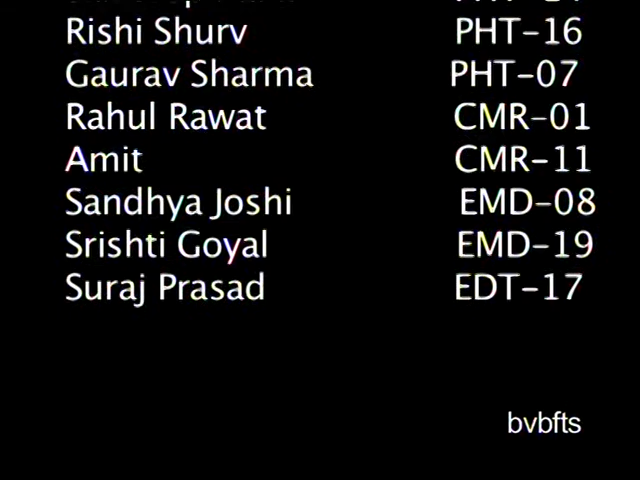 Rishi Shurv PHT-16
Gaurav Sharma PHT-07
Rahul Rawat CMR-01
Amit CMR-11
Sandhya Joshi EMD-08
Srishti Goyal EMD-19
Suraj Prasad EDT-17
bvbfts